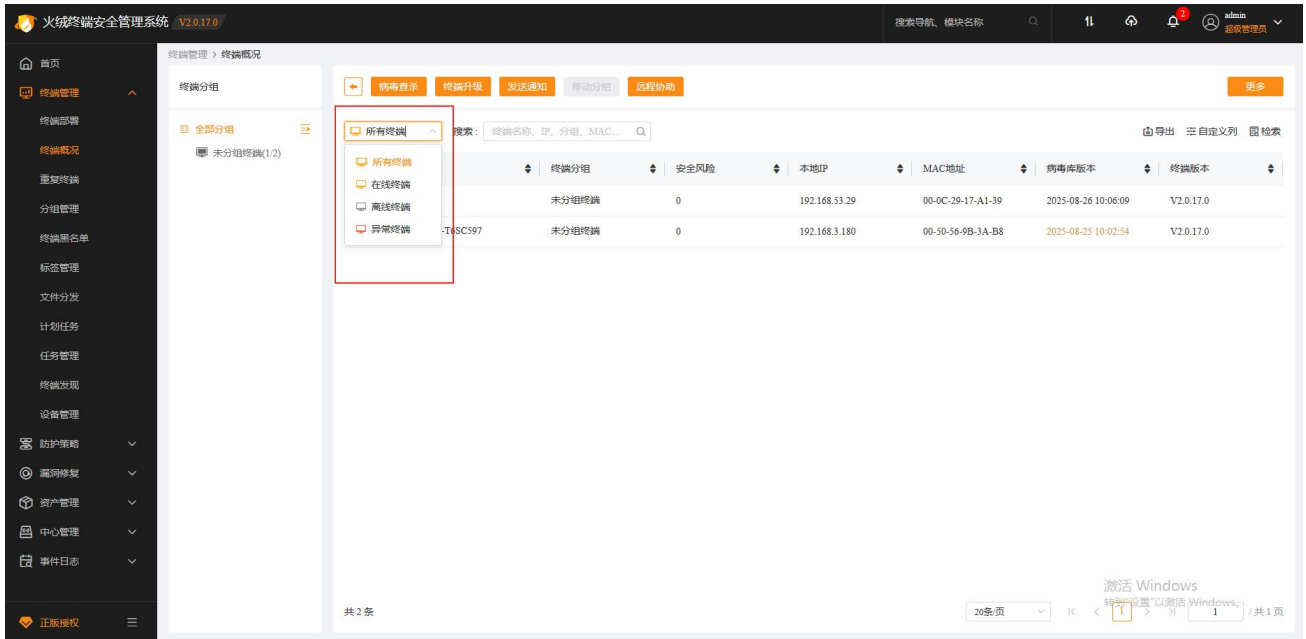 火绒终端安全管理系统 V2.0.17.0
搜索导航、模块名称
2
admin
超级管理员
首页
终端管理
终端部署
终端概况
重复终端
分组管理
终端黑名单
标签管理
文件分发
计划任务
任务管理
终端发现
设备管理
防护策略
漏洞修复
资产管理
中心管理
事件日志
正版授权
终端管理 > 终端概况
终端分组
全部分组
未分组终端(1/2)
病毒查杀 终端升级 发送通知 移动分组 远程协助 更多
所有终端 搜索: 终端名称、IP、分组、MAC... 导出 自定义列 检索
所有终端
在线终端
离线终端
异常终端
终端分组 安全风险 本地IP MAC地址 病毒库版本 终端版本
未分组终端 0 192.168.53.29 00-0C-29-17-A1-39 2025-08-26 10:06:09 V2.0.17.0
-T6SC597 未分组终端 0 192.168.3.180 00-50-56-9B-3A-B8 2025-08-25 10:02:54 V2.0.17.0
激活 Windows
转到"设置"以激活 Windows。
共 2 条 20条/页 1 1 / 共 1 页